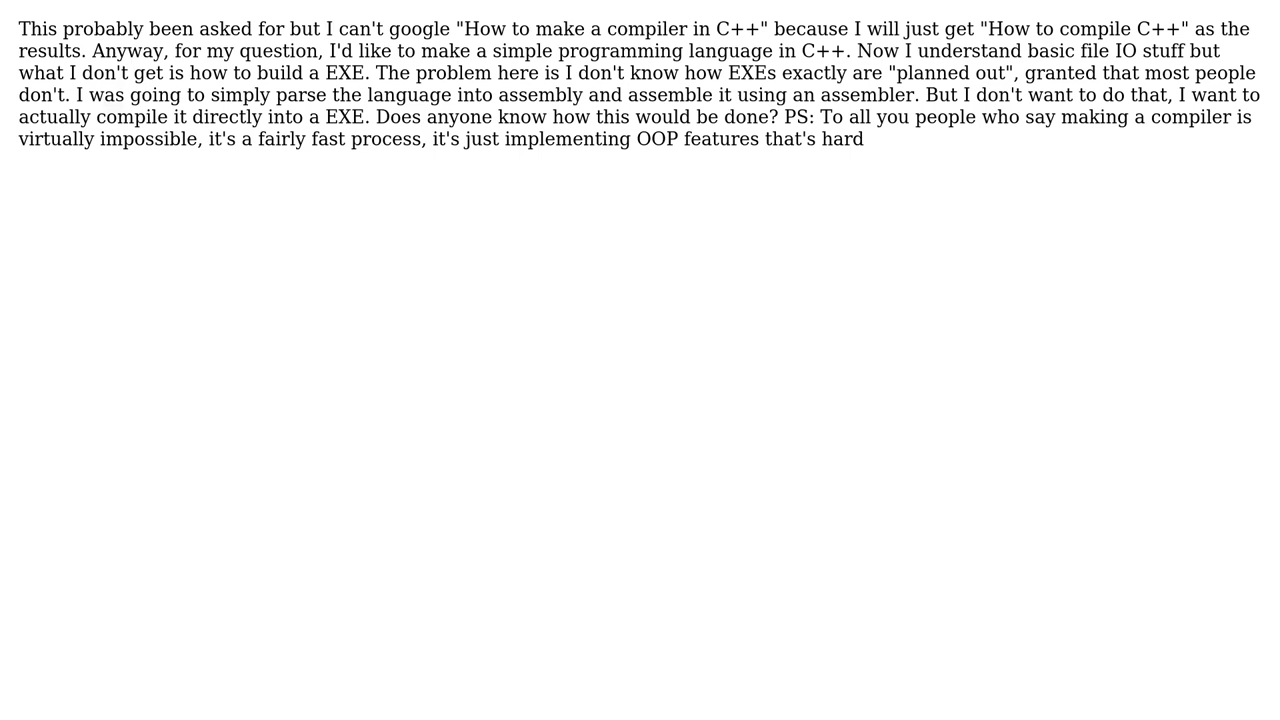 This probably been asked for but I can't google "How to make a compiler in C++" because I will just get "How to compile C++" as the
results. Anyway, for my question, I'd like to make a simple programming language in C++. Now I understand basic file IO stuff but
what I don't get is how to build a EXE. The problem here is I don't know how EXEs exactly are "planned out", granted that most people
don't. I was going to simply parse the language into assembly and assemble it using an assembler. But I don't want to do that, I want to
actually compile it directly into a EXE. Does anyone know how this would be done? PS: To all you people who say making a compiler is
virtually impossible, it's a fairly fast process, it's just implementing OOP features that's hard